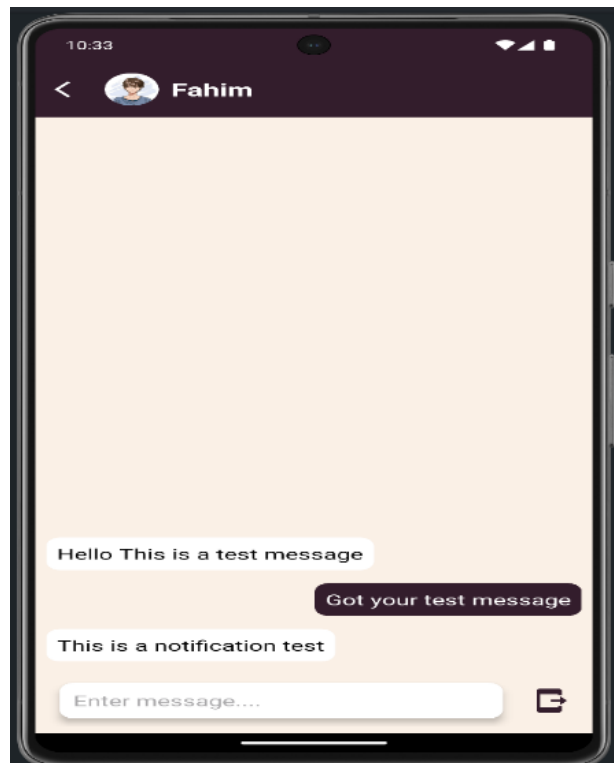 10:33
Fahim
Hello This is a test message
Got your test message
This is a notification test
Enter message....